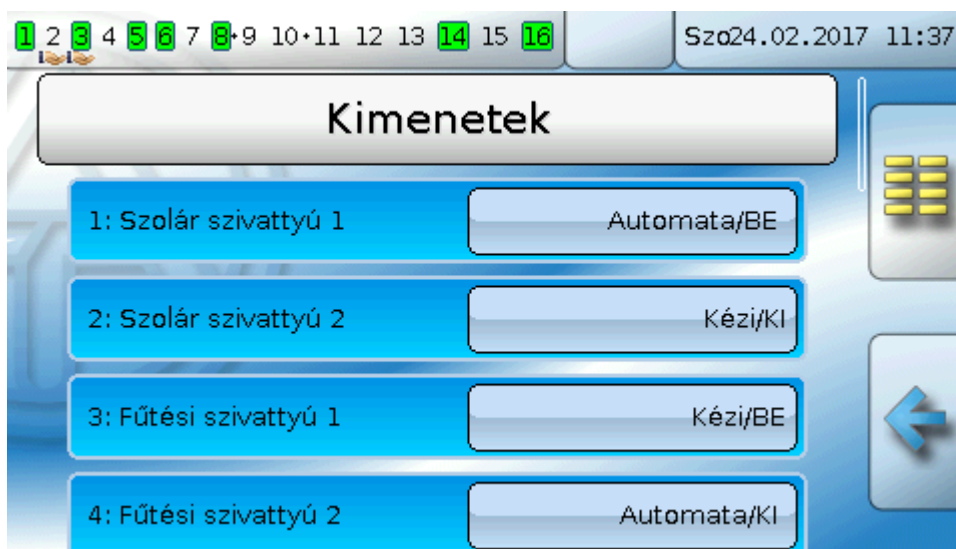 1 2 3 4 5 6 7 8•9 10•11 12 13 14 15 16 Szo24.02.2017 11:37
Kimenetek
1: Szolár szivattyú 1 Automata/BE
2: Szolár szivattyú 2 Kézi/KI
3: Fűtési szivattyú 1 Kézi/BE
4: Fűtési szivattyú 2 Automata/KI